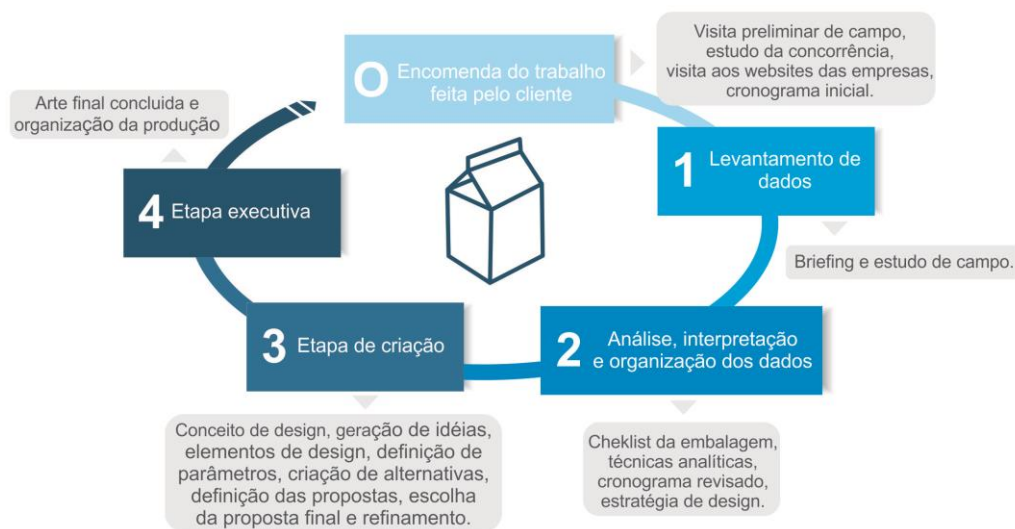 O Encomenda do trabalho
feita pelo cliente
Visita preliminar de campo,
estudo da concorrência,
visita aos websites das empresas,
cronograma inicial.
1 Levantamento de
dados
Briefing e estudo de campo.
2 Análise, interpretação
e organização dos dados
Cheklist da embalagem,
técnicas analíticas,
cronograma revisado,
estratégia de design.
3 Etapa de criação
Conceito de design, geração de idéias,
elementos de design, definição de
parâmetros, criação de alternativas,
definição das propostas, escolha
da proposta final e refinamento.
4 Etapa executiva
Arte final concluida e
organização da produção